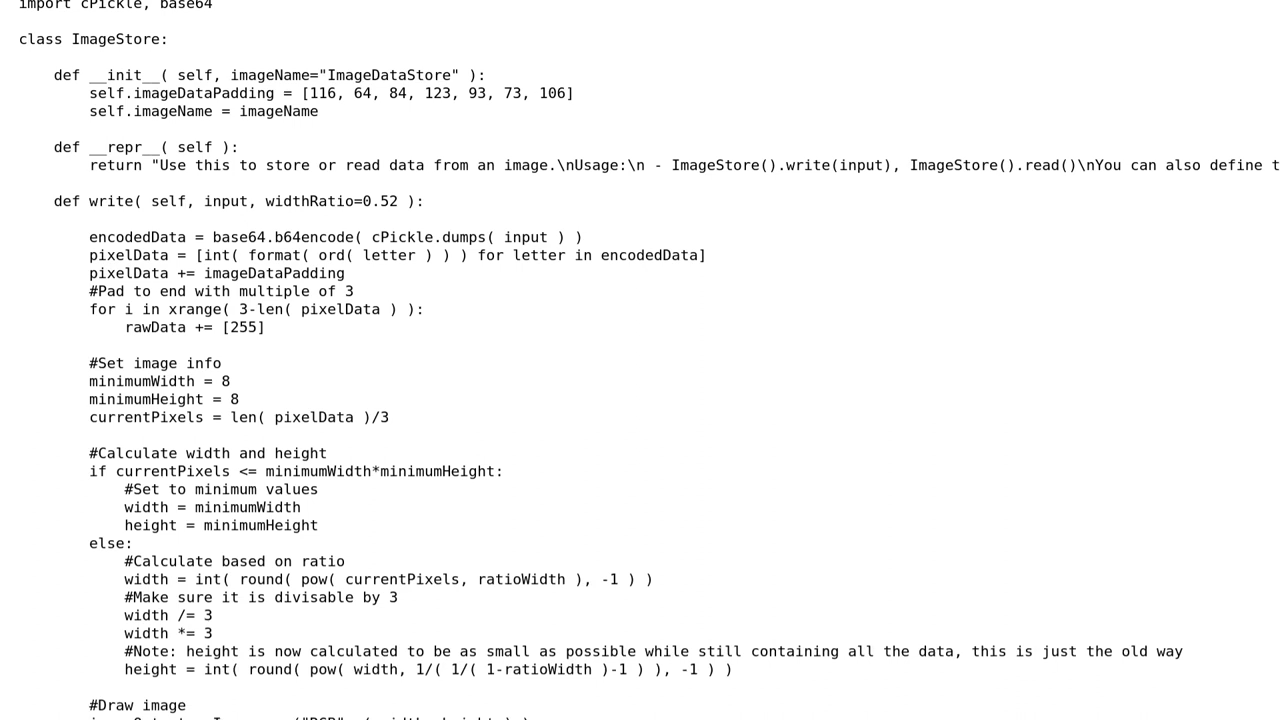 import cPickle, base64
class ImageStore:
def __init__( self, imageName="ImageDataStore" ):
self.imageDataPadding = [116, 64, 84, 123, 93, 73, 106]
self.imageName = imageName
def __repr__( self ):
return "Use this to store or read data from an image.\nUsage:\n - ImageStore().write(input), ImageStore().read()\nYou can also define t
def write( self, input, widthRatio=0.52 ):
encodedData = base64.b64encode( cPickle.dumps( input ) )
pixelData = [int( format( ord( letter ) ) ) for letter in encodedData]
pixelData += imageDataPadding
#Pad to end with multiple of 3
for i in xrange( 3-len( pixelData ) ):
rawData += [255]
#Set image info
minimumWidth = 8
minimumHeight = 8
currentPixels = len( pixelData )/3
#Calculate width and height
if currentPixels <= minimumWidth*minimumHeight:
#Set to minimum values
width = minimumWidth
height = minimumHeight
else:
#Calculate based on ratio
width = int( round( pow( currentPixels, ratioWidth ), -1 ) )
#Make sure it is divisable by 3
width /= 3
width *= 3
#Note: height is now calculated to be as small as possible while still containing all the data, this is just the old way
height = int( round( pow( width, 1/( 1/( 1-ratioWidth )-1 ) ), -1 ) )
#Draw image